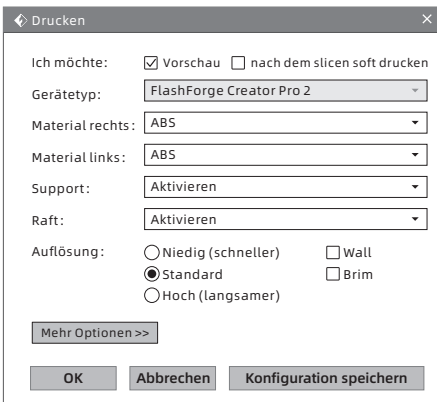 Drucken
Ich möchte: Vorschau nach dem slicen soft drucken
Gerätetyp: FlashForge Creator Pro 2
Material rechts: ABS
Material links: ABS
Support: Aktivieren
Raft: Aktivieren
Auflösung: Niedig (schneller) Wall
Standard Brim
Hoch (langsamer)
Mehr Optionen >>
OK Abbrechen Konfiguration speichern